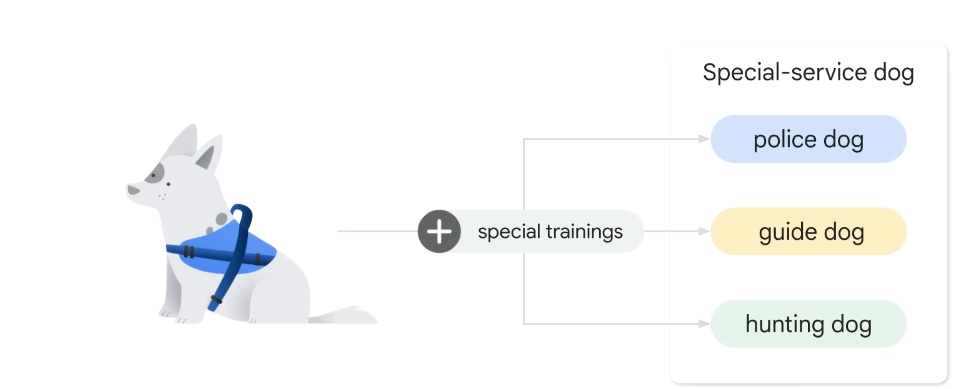 Special-service dog
police dog
special trainings
guide dog
hunting dog